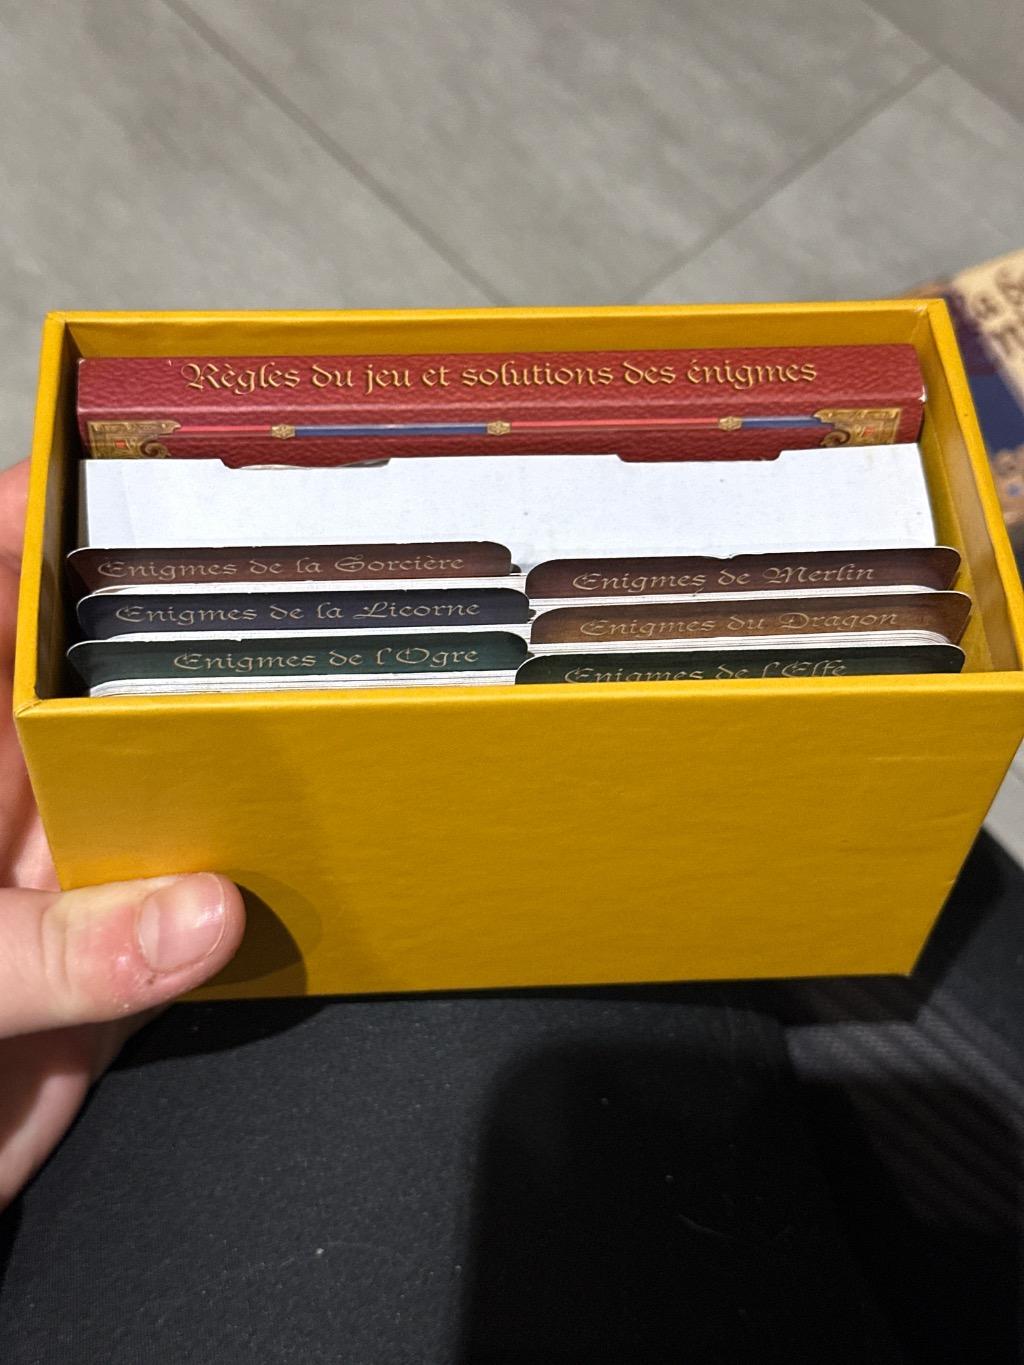 Règles du jeu et solutions des énigmes
Enigmes de la Sorcière
Enigmes de Merlin
Enigmes de la Licorne
Enigmes du Dragon
Enigmes de l'Ogre
Enigmes de l'Elfe